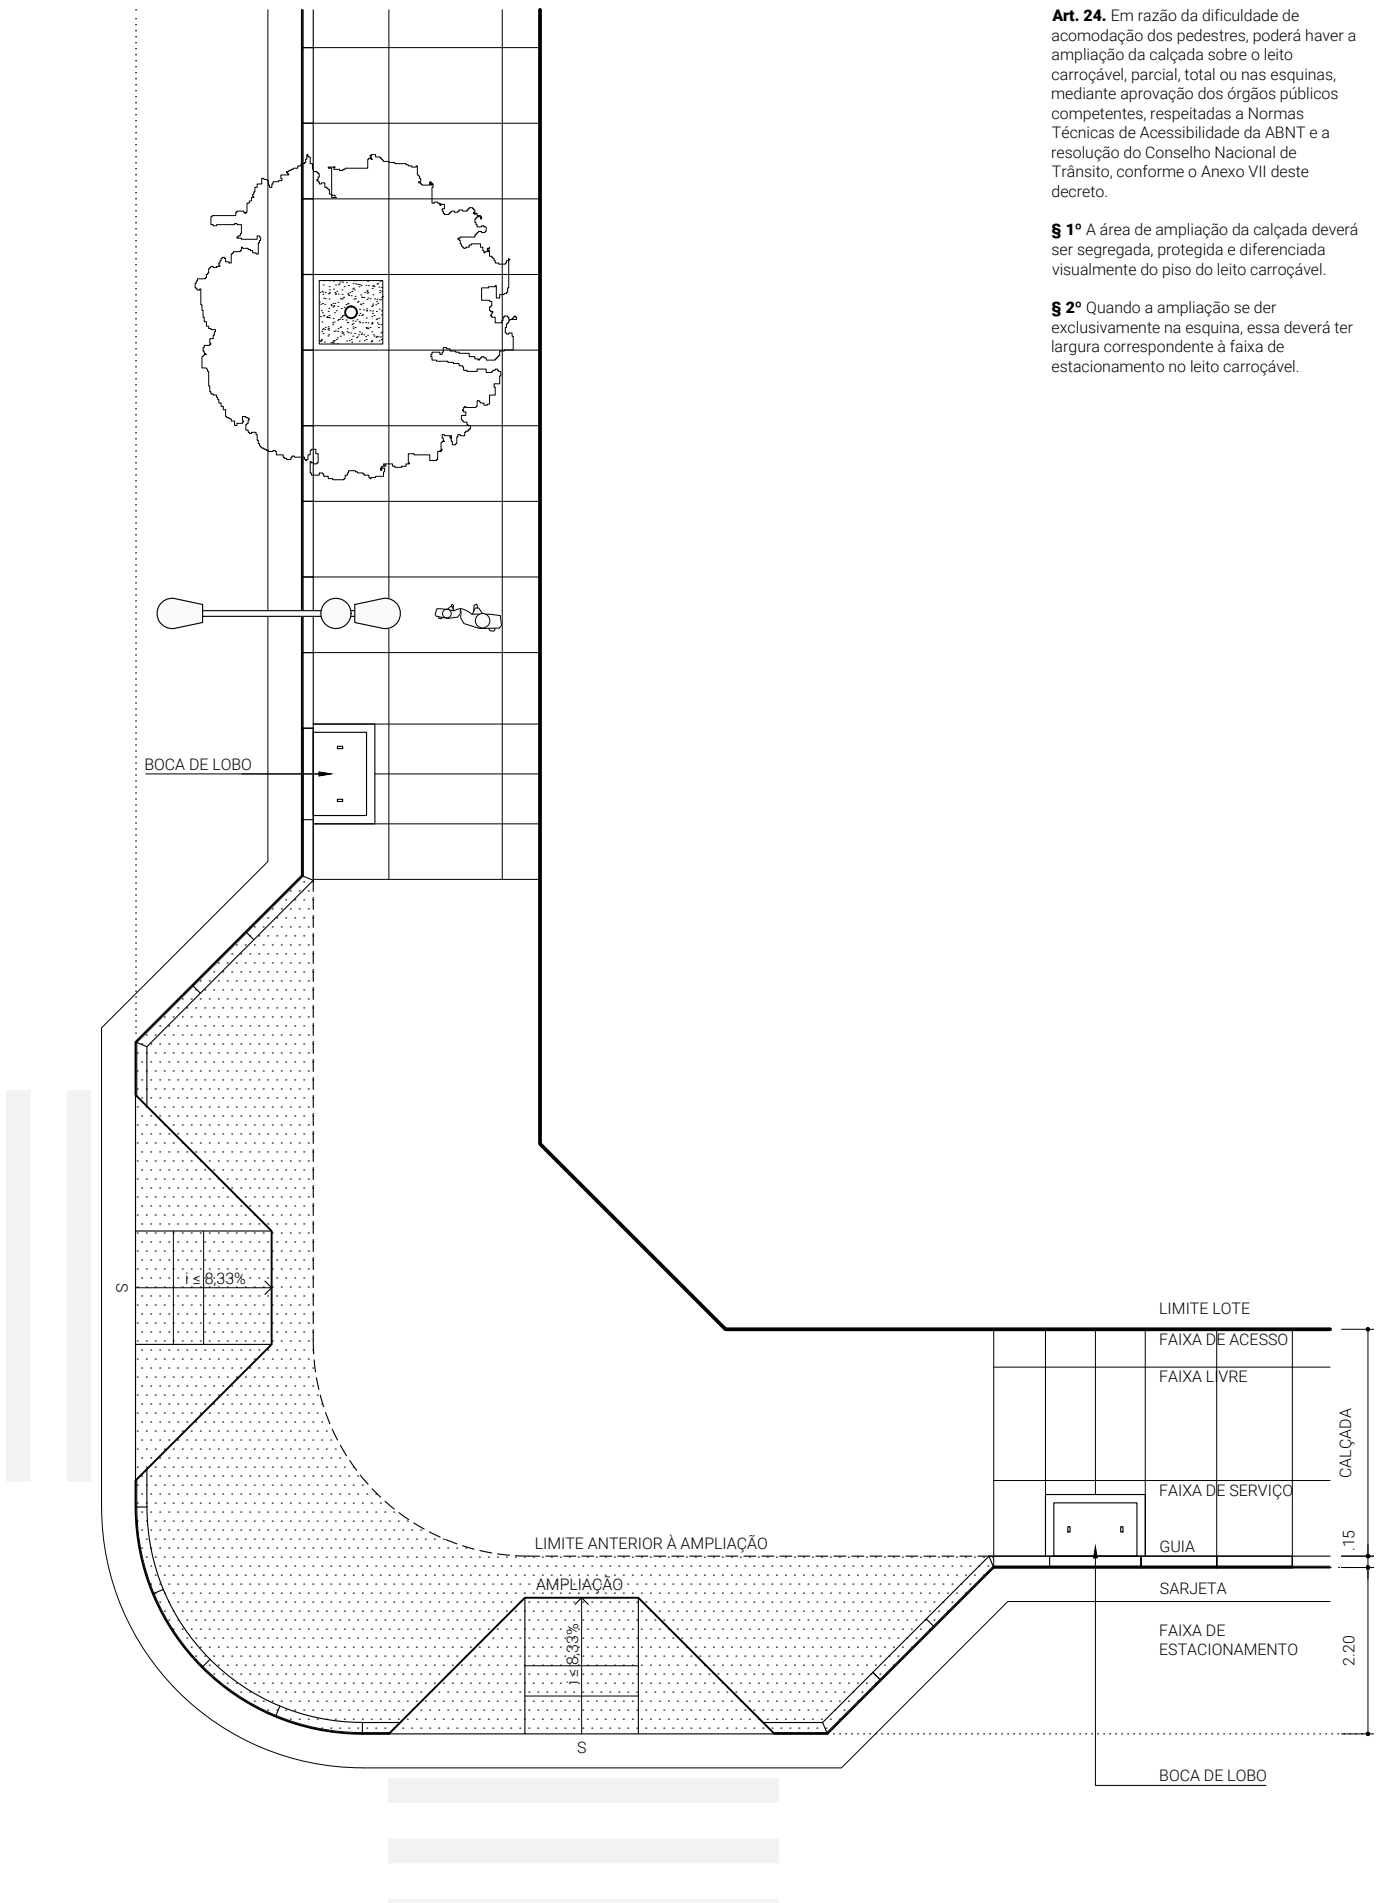 Art. 24. Em razão da dificuldade de
acomodação dos pedestres, poderá haver a
ampliação da calçada sobre o leito
carroçável, parcial, total ou nas esquinas,
mediante aprovação dos órgãos públicos
competentes, respeitadas a Normas
Técnicas de Acessibilidade da ABNT e a
resolução do Conselho Nacional de
Trânsito, conforme o Anexo VII deste
decreto.
§ 1º A área de ampliação da calçada deverá
ser segregada, protegida e diferenciada
visualmente do piso do leito carroçável.
§ 2º Quando a ampliação se der
exclusivamente na esquina, essa deverá ter
largura correspondente à faixa de
estacionamento no leito carroçável.
BOCA DE LOBO
i ≤ 8,33%
S
LIMITE LOTE
FAIXA DE ACESSO
FAIXA LIVRE
CALÇADA
FAIXA DE SERVIÇO
LIMITE ANTERIOR À AMPLIAÇÃO
GUIA
.15
AMPLIAÇÃO
SARJETA
i ≤ 8,33%
FAIXA DE
ESTACIONAMENTO
2.20
S
BOCA DE LOBO